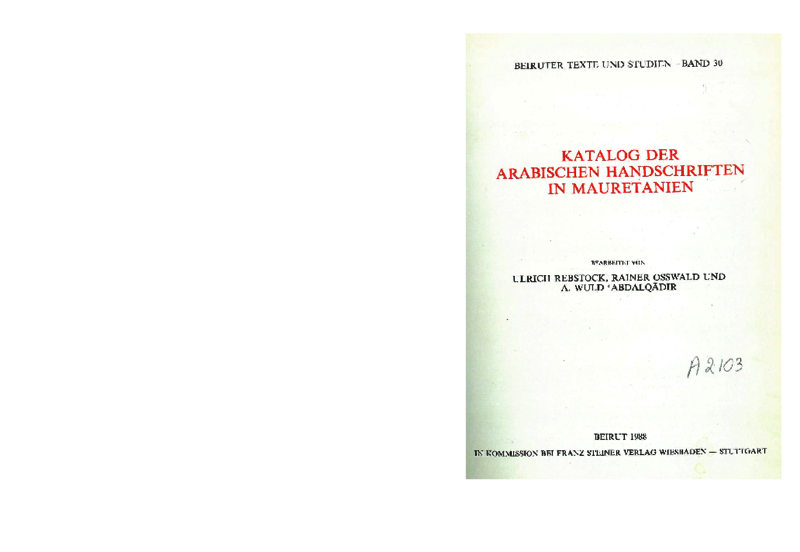 BEIRUTER TEXTE UND STUDIEN · BAND 30
KATALOG DER
ARABISCHEN HANDSCHRIFTEN
IN MAURETANIEN
BEARBEITET VON
ULRICH REBSTOCK, RAINER OSSWALD UND
A. WULD ʿABDALQĀDIR
A2103
BEIRUT 1988
IN KOMMISSION BEI FRANZ STEINER VERLAG WIESBADEN — STUTTGART